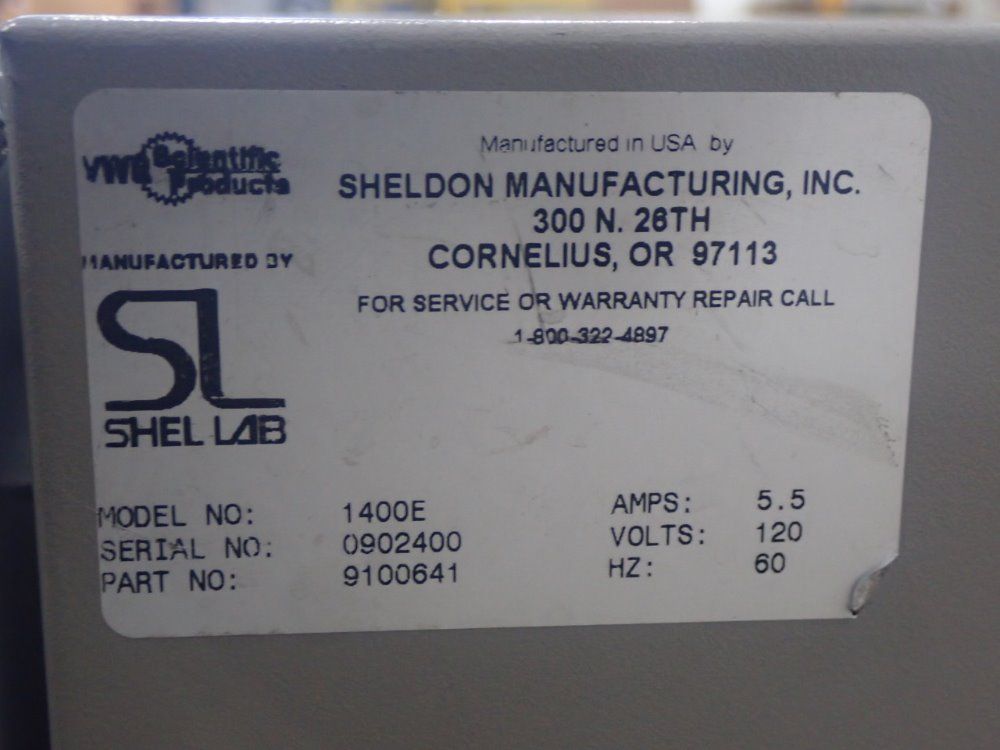 VWR Scientific Products
MANUFACTURED BY
SL
SHEL LAB
Manufactured in USA by
SHELDON MANUFACTURING, INC.
300 N. 26TH
CORNELIUS, OR 97113
FOR SERVICE OR WARRANTY REPAIR CALL
1-800-322-4897
MODEL NO: 1400E AMPS: 5.5
SERIAL NO: 0902400 VOLTS: 120
PART NO: 9100641 HZ: 60